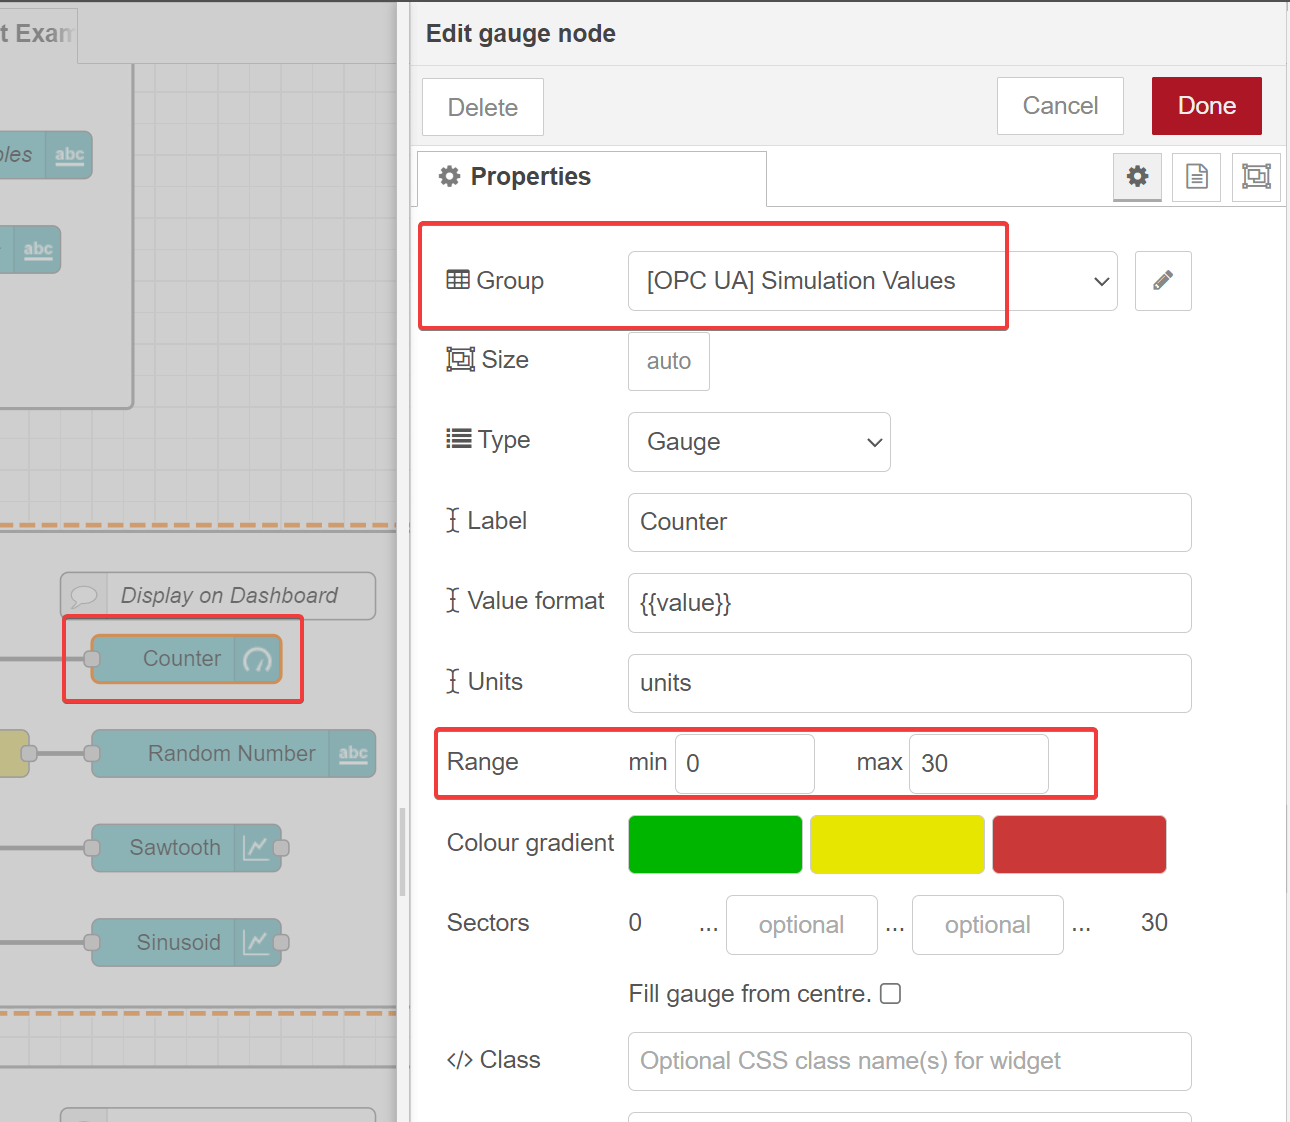 t Exam
bles
abc
abc
Display on Dashboard
Counter
Random Number
abc
Sawtooth
Sinusoid
Edit gauge node
Delete
Cancel
Done
Properties
Group
[OPC UA] Simulation Values
Size
auto
Type
Gauge
Label
Counter
Value format
{{value}}
Units
units
Range min 0 max 30
Colour gradient
Sectors 0 ... optional ... optional ... 30
Fill gauge from centre.
</> Class
Optional CSS class name(s) for widget